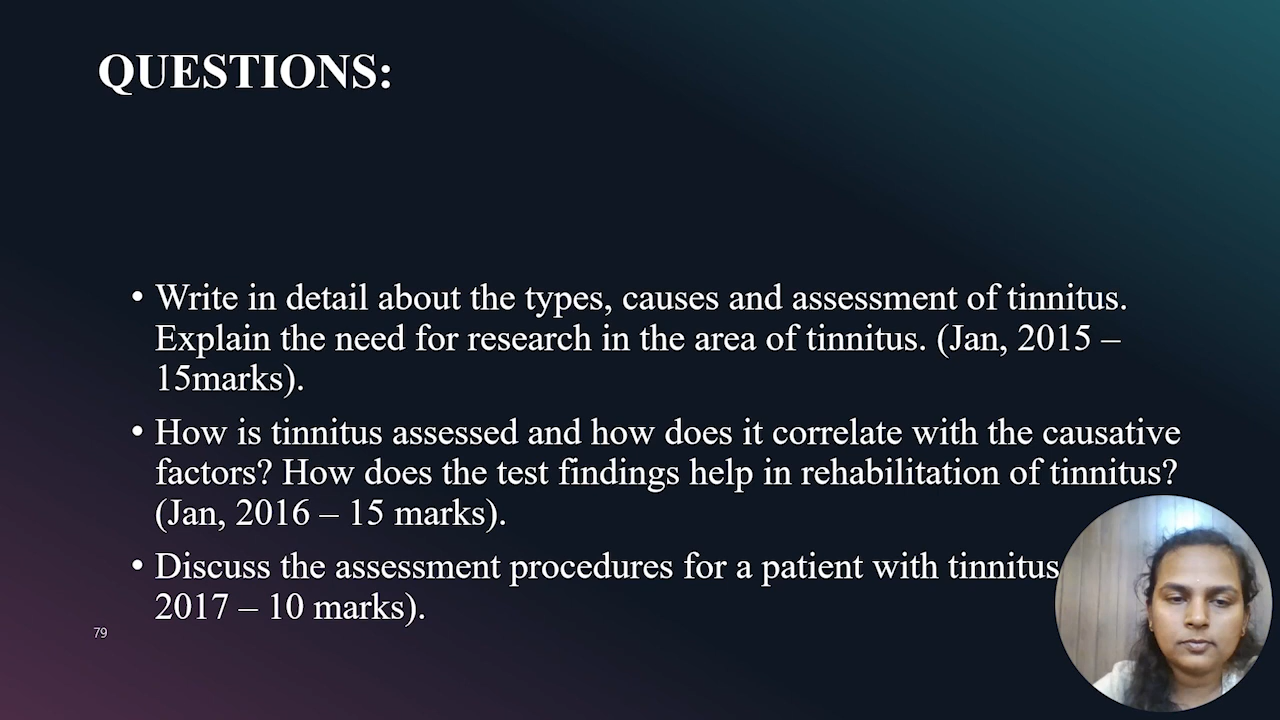 QUESTIONS:
• Write in detail about the types, causes and assessment of tinnitus.
Explain the need for research in the area of tinnitus. (Jan, 2015 –
15marks).
• How is tinnitus assessed and how does it correlate with the causative
factors? How does the test findings help in rehabilitation of tinnitus?
(Jan, 2016 – 15 marks).
• Discuss the assessment procedures for a patient with tinnitus
2017 – 10 marks).
79